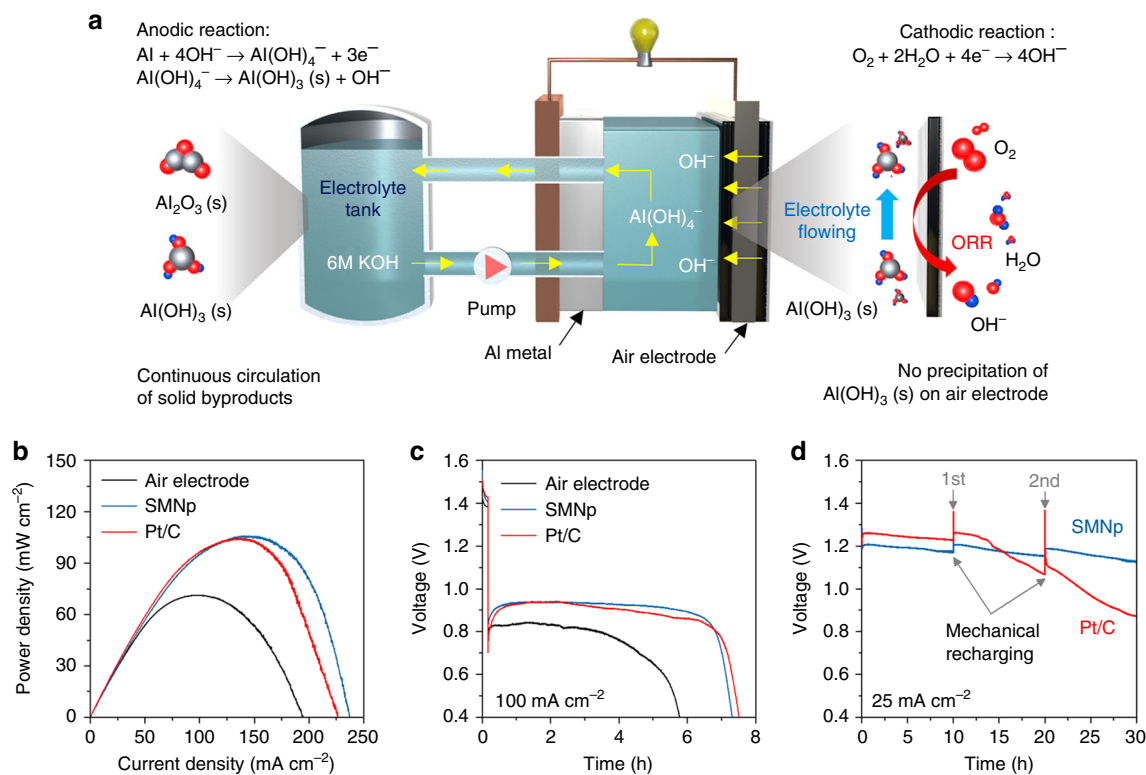 a
Anodic reaction:
Al + 4OH⁻ → Al(OH)₄⁻ + 3e⁻
Al(OH)₄⁻ → Al(OH)₃ (s) + OH⁻
Cathodic reaction :
O₂ + 2H₂O + 4e⁻ → 4OH⁻
Al₂O₃ (s)
Al(OH)₃ (s)
Electrolyte
tank
6M KOH
Pump
Al metal
Al(OH)₄⁻
OH⁻
OH⁻
Air electrode
Electrolyte
flowing
Al(OH)₃ (s)
O₂
ORR
H₂O
OH⁻
Continuous circulation
of solid byproducts
No precipitation of
Al(OH)₃ (s) on air electrode
b
Power density (mW cm⁻²)
150
120
90
60
30
0
Air electrode
SMNp
Pt/C
0 50 100 150 200 250
Current density (mA cm⁻²)
c
Voltage (V)
1.6
1.4
1.2
1.0
0.8
0.6
0.4
Air electrode
SMNp
Pt/C
100 mA cm⁻²
0 2 4 6 8
Time (h)
d
Voltage (V)
1.6
1.4
1.2
1.0
0.8
0.6
0.4
1st
2nd
SMNp
Pt/C
Mechanical
recharging
25 mA cm⁻²
0 5 10 15 20 25 30
Time (h)